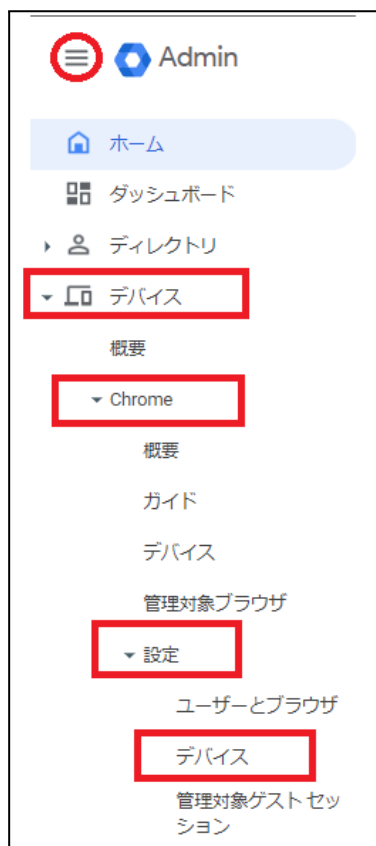 Admin
ホーム
ダッシュボード
ディレクトリ
デバイス
概要
Chrome
概要
ガイド
デバイス
管理対象ブラウザ
設定
ユーザーとブラウザ
デバイス
管理対象ゲスト セッ
ション